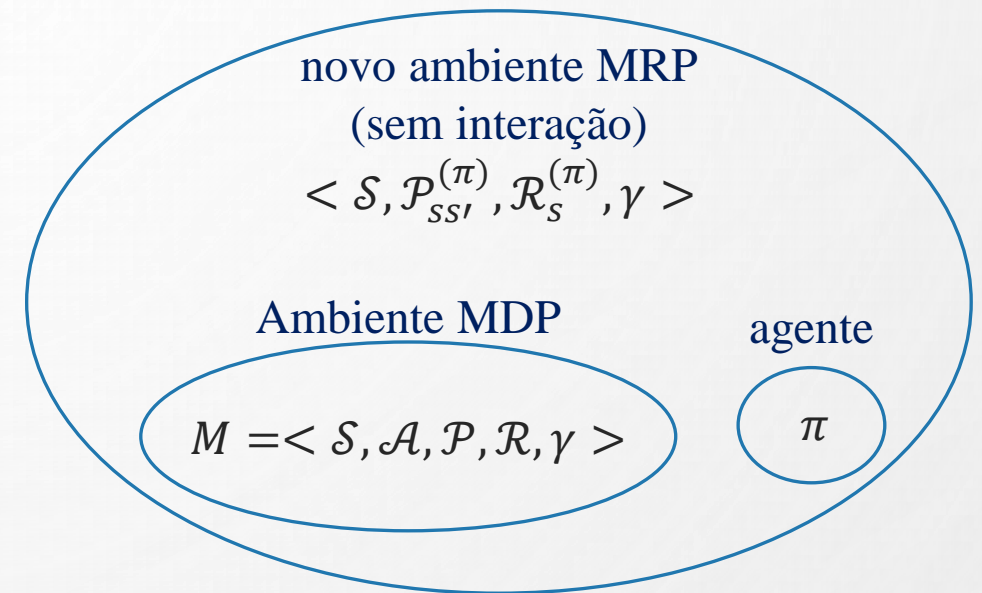 novo ambiente MRP
(sem interação)
< 𝒮, 𝒫_{ss′}^{(π)}, ℛ_s^{(π)}, γ >
Ambiente MDP
agente
M =< 𝒮, 𝒜, 𝒫, ℛ, γ >
π